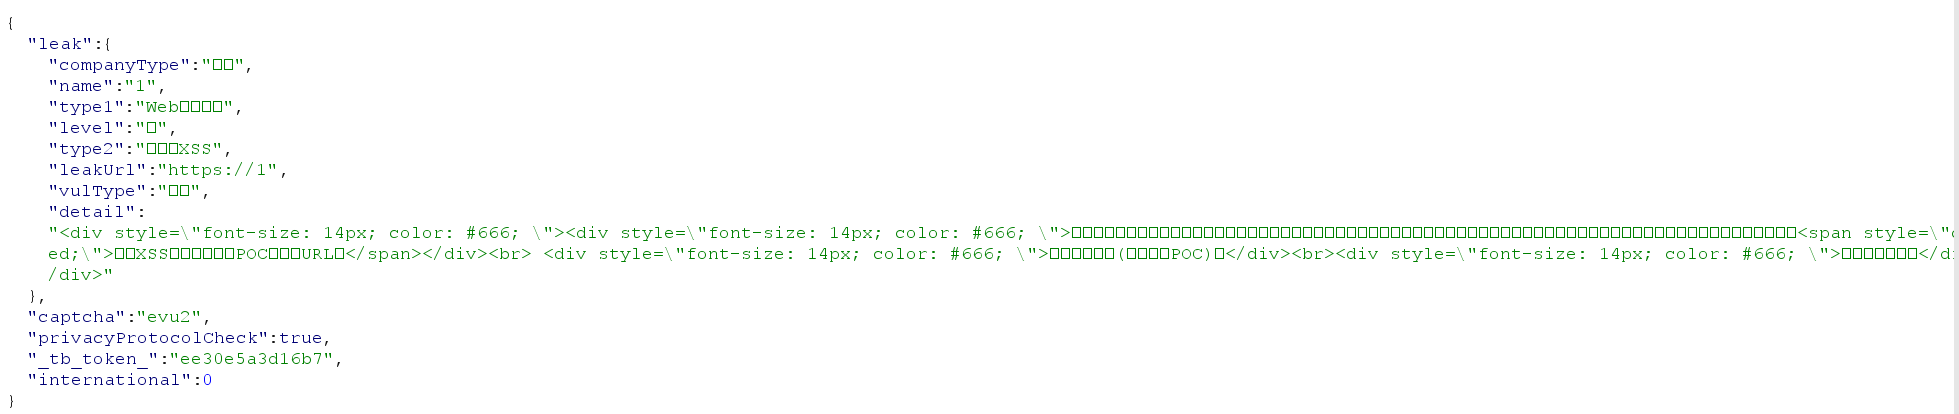 {
"leak":{
"companyType":"□□",
"name":"1",
"type1":"Web□□□□",
"level":"□",
"type2":"□□□XSS",
"leakUrl":"https://1",
"vulType":"□□",
"detail":
"<div style=\"font-size: 14px; color: #666; \"><div style=\"font-size: 14px; color: #666; \">□□□□□□□□□□□□□□□□□□□□□□□□□□□□□□□□□□□□□□□□□□□□□□□□□□□□□□□□□□□□□□□□□□<span style=\"
ed;\">□□XSS□□□□□□POC□□□URL□</span></div><br> <div style=\"font-size: 14px; color: #666; \">□□□□□□(□□□□POC)□</div><br><div style=\"font-size: 14px; color: #666; \">□□□□□□□</di
/div>"
},
"captcha":"evu2",
"privacyProtocolCheck":true,
"_tb_token_":"ee30e5a3d16b7",
"international":0
}